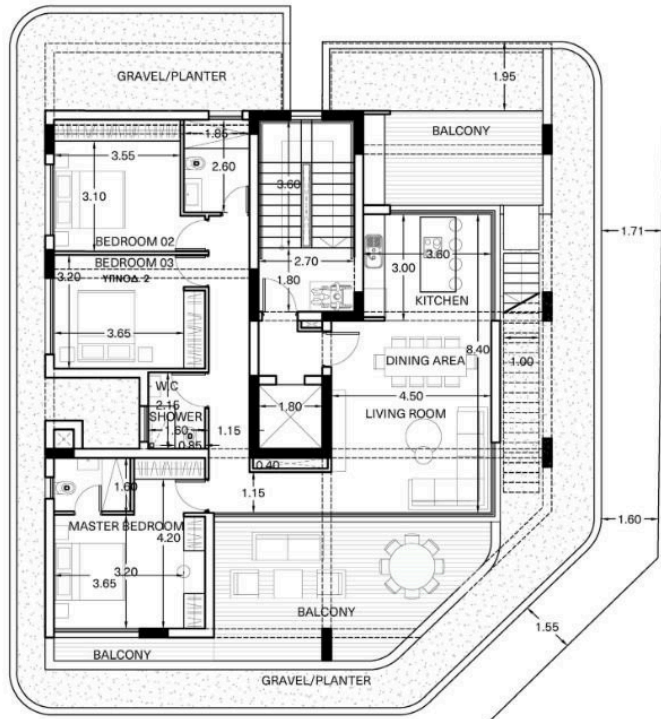 GRAVEL/PLANTER
1.95
BALCONY
1.85
3.55
2.60
3.10
3.60
BEDROOM 02
1.71
BEDROOM 03
3.20
ΥΠΝΟΔ. 2
2.70
1.80
3.00
3.60
KITCHEN
3.65
8.40
1.00
DINING AREA
W/C
2.15
SHOWER
1.60
0.85
1.15
1.80
4.50
LIVING ROOM
0.40
1.15
1.60
MASTER BEDROOM
4.20
1.60
3.20
3.65
BALCONY
1.55
BALCONY
GRAVEL/PLANTER